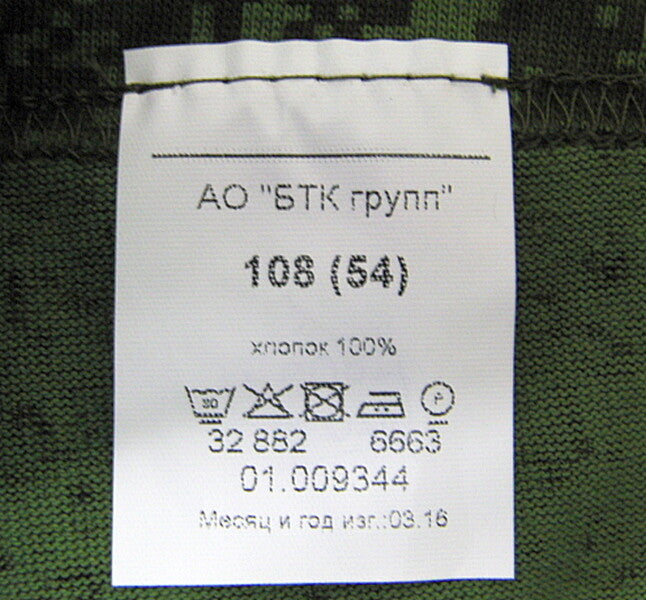 АО "БТК групп"
108 (54)
хлопок 100%
32 882 6663
01.009344
Месяц и год изг.:03.16